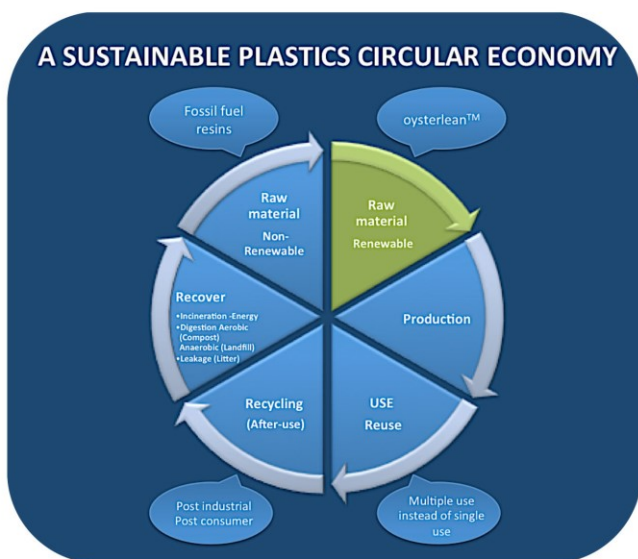 A SUSTAINABLE PLASTICS CIRCULAR ECONOMY
Fossil fuel
resins
oysterlean™
Raw
material
Non-
Renewable
Raw
material
Renewable
Recover
•Incineration -Energy
•Digestion Aerobic
(Compost)
Anaerobic (Landfill)
•Leakage (Litter)
Production
Recycling
(After-use)
USE
Reuse
Post industrial
Post consumer
Multiple use
instead of single
use